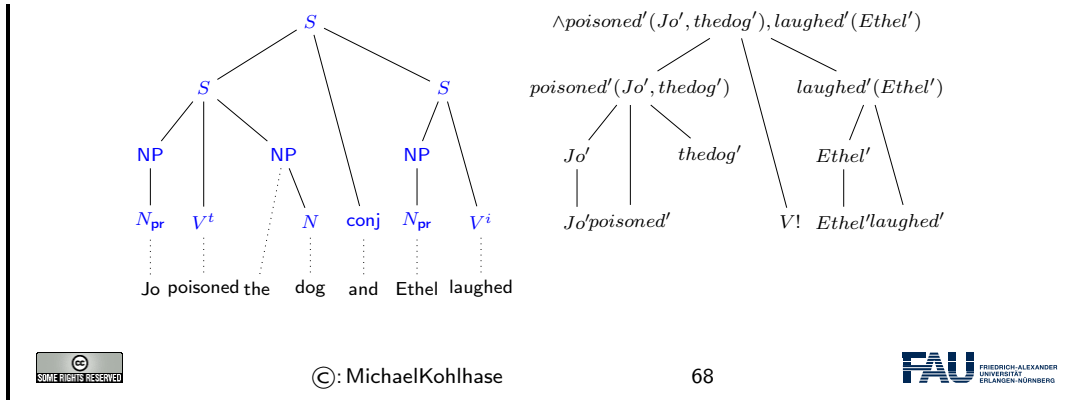 S
∧poisoned′(Jo′, thedog′), laughed′(Ethel′)
S S
poisoned′(Jo′, thedog′) laughed′(Ethel′)
NP NP NP
Jo′ thedog′ Ethel′
N_pr V^t N conj N_pr V^i
Jo′ poisoned′ V! Ethel′ laughed′
Jo poisoned the dog and Ethel laughed
cc
SOME RIGHTS RESERVED
©: MichaelKohlhase
68
FAU
FRIEDRICH-ALEXANDER
UNIVERSITÄT
ERLANGEN-NÜRNBERG